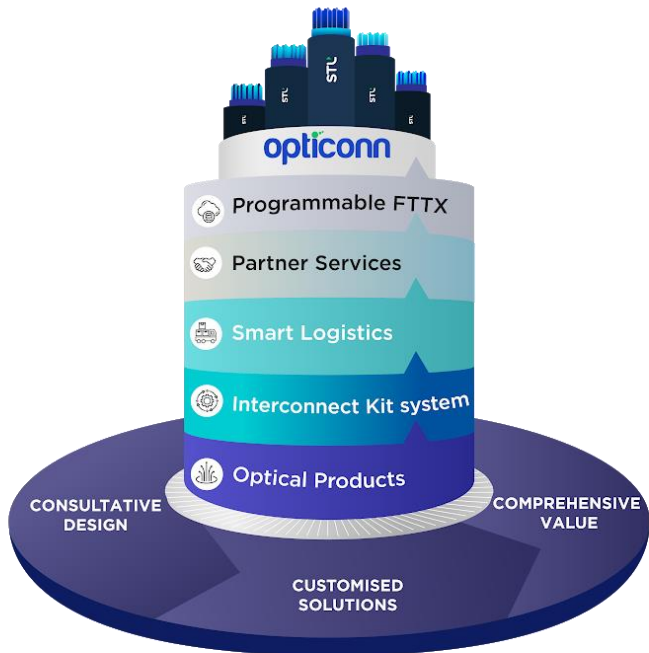 STL
STL
STL
STL
STL
opticonn
Programmable FTTX
Partner Services
Smart Logistics
Interconnect Kit system
Optical Products
CONSULTATIVE
DESIGN
COMPREHENSIVE
VALUE
CUSTOMISED
SOLUTIONS